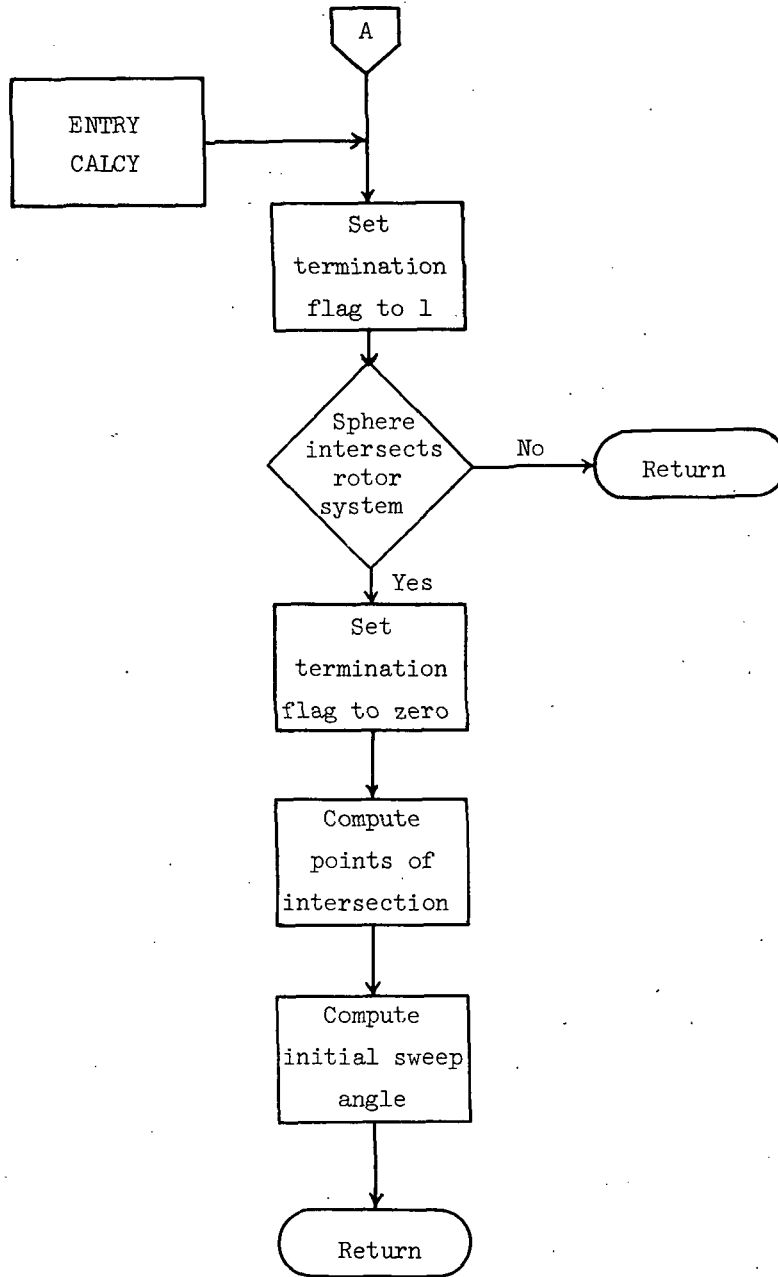 A
ENTRY
CALCY
Set
termination
flag to 1
Sphere
intersects
rotor
system
No
Return
Yes
Set
termination
flag to zero
Compute
points of
intersection
Compute
initial sweep
angle
Return